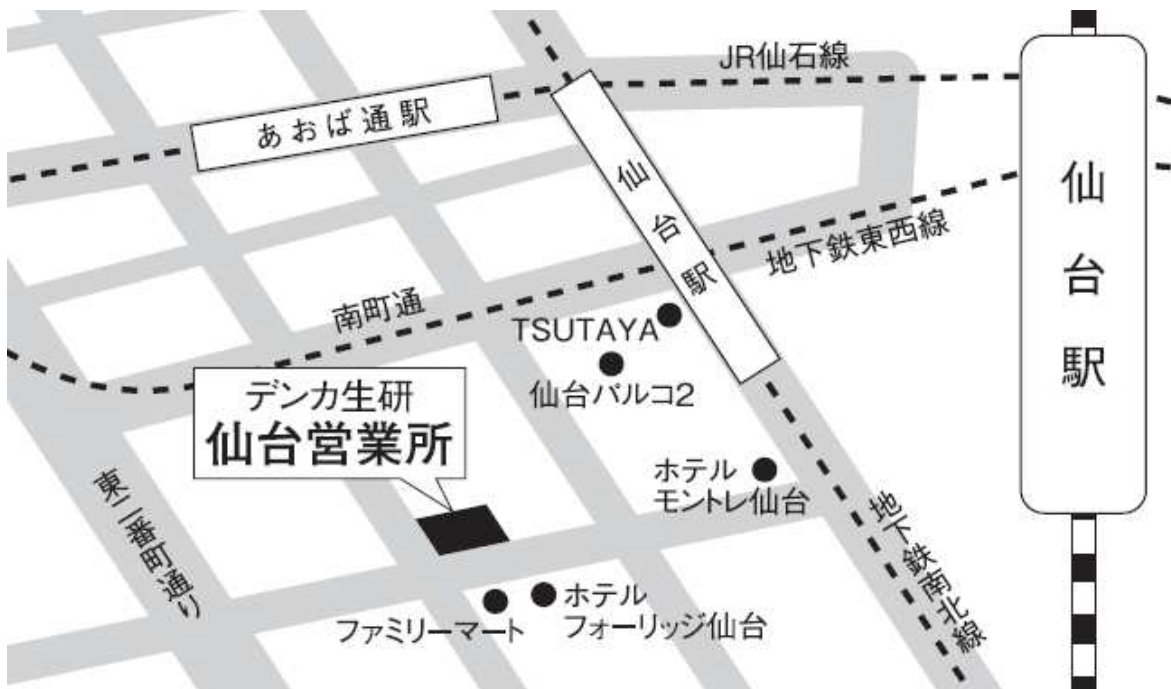 JR仙石線
あおば通駅
仙台駅
仙台駅
地下鉄東西線
南町通
TSUTAYA
仙台パルコ2
デンカ生研
仙台営業所
ホテル
モントレ仙台
東二番町通り
地下鉄南北線
ファミリーマート
ホテル
フォーリッジ仙台